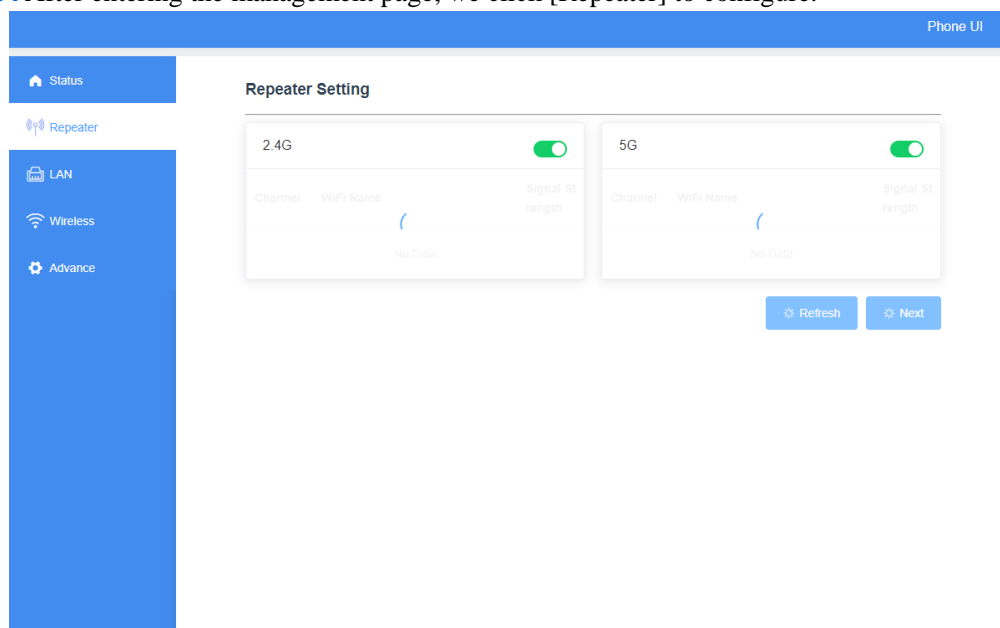 After entering the management page, we click [Repeater] to configure.
Phone UI
Status
Repeater
LAN
Wireless
Advance
Repeater Setting
2.4G
Channel WiFi Name Signal St
rength
No Data
5G
Channel WiFi Name Signal St
rength
No Data
Refresh Next